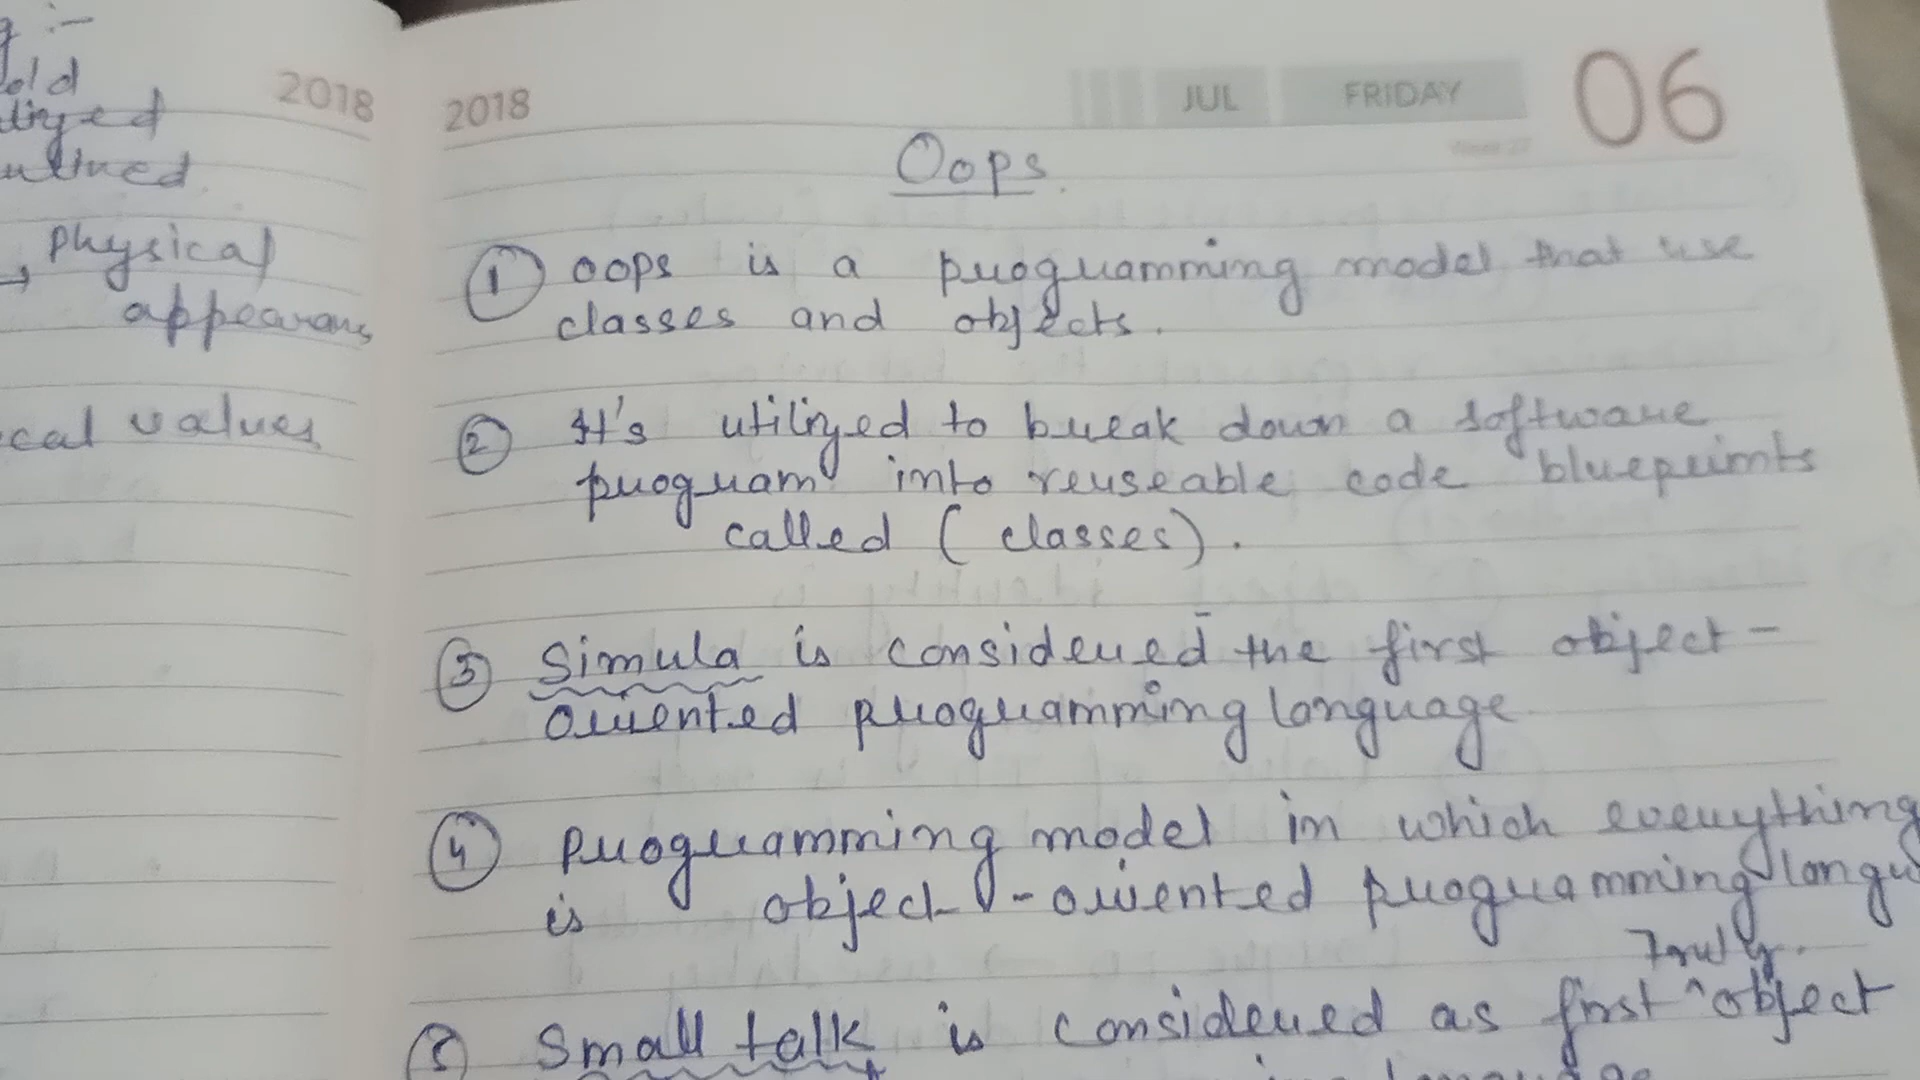 old
2018
physical
appearans
cal values
2018 JUL FRIDAY 06
Oops
① oops is a programming model that use
classes and objects.
② It's utilized to break down a software
program into reuseable code blueprints
called (classes).
③ Simula is considered the first object-
oriented programming language
④ programming model in which everything
is object-oriented programming langu
Truly.
⑤ Small talk is considered as first ^ object